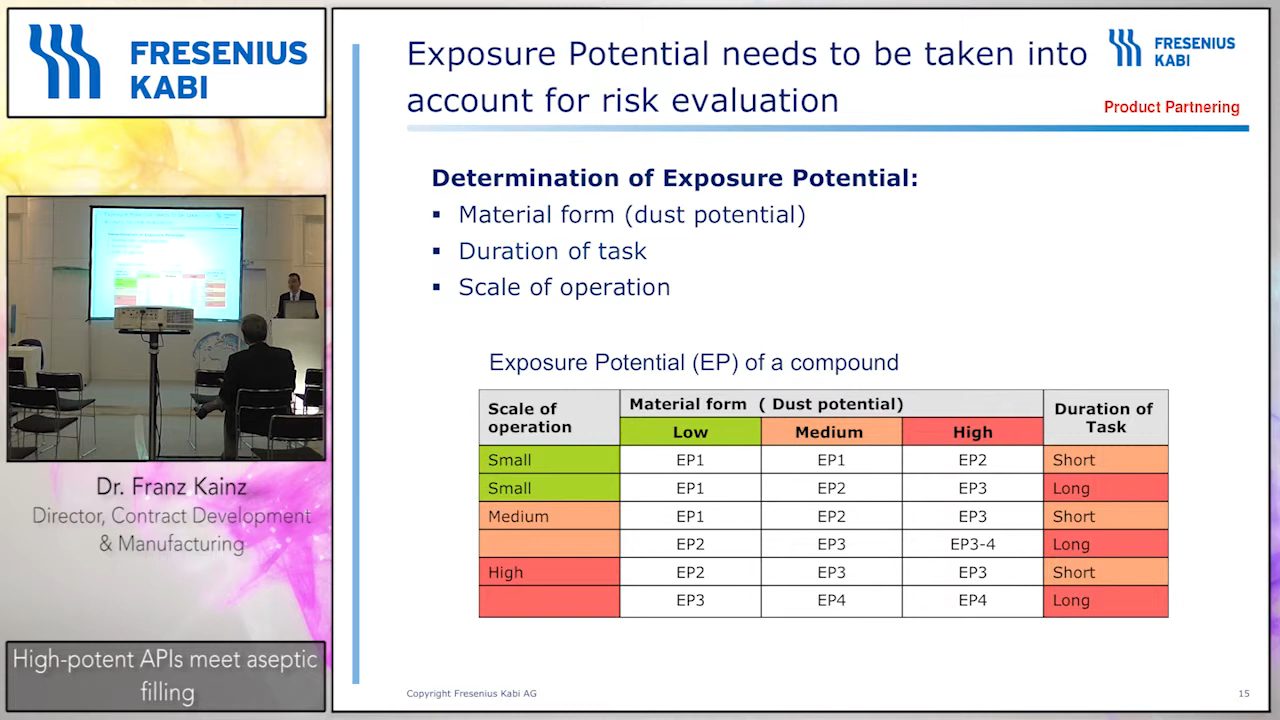 FRESENIUS
KABI
Dr. Franz Kainz
Director, Contract Development
& Manufacturing
High-potent APIs meet aseptic
filling
Exposure Potential needs to be taken into
account for risk evaluation
FRESENIUS
KABI
Product Partnering
Determination of Exposure Potential:
▪ Material form (dust potential)
▪ Duration of task
▪ Scale of operation
Exposure Potential (EP) of a compound
Scale of operation Material form ( Dust potential) Duration of Task
Low Medium High
Small EP1 EP1 EP2 Short
Small EP1 EP2 EP3 Long
Medium EP1 EP2 EP3 Short
EP2 EP3 EP3-4 Long
High EP2 EP3 EP3 Short
EP3 EP4 EP4 Long
Copyright Fresenius Kabi AG 15